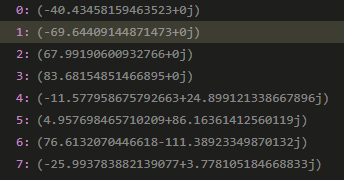 0: (-40.43458159463523+0j)
1: (-69.64409144871473+0j)
2: (67.99190600932766+0j)
3: (83.68154851466895+0j)
4: (-11.577958675792663+24.899121338667896j)
5: (4.957698465710209+86.16361412560119j)
6: (76.6132070446618-111.38923349870132j)
7: (-25.993783882139077+3.778105184668833j)